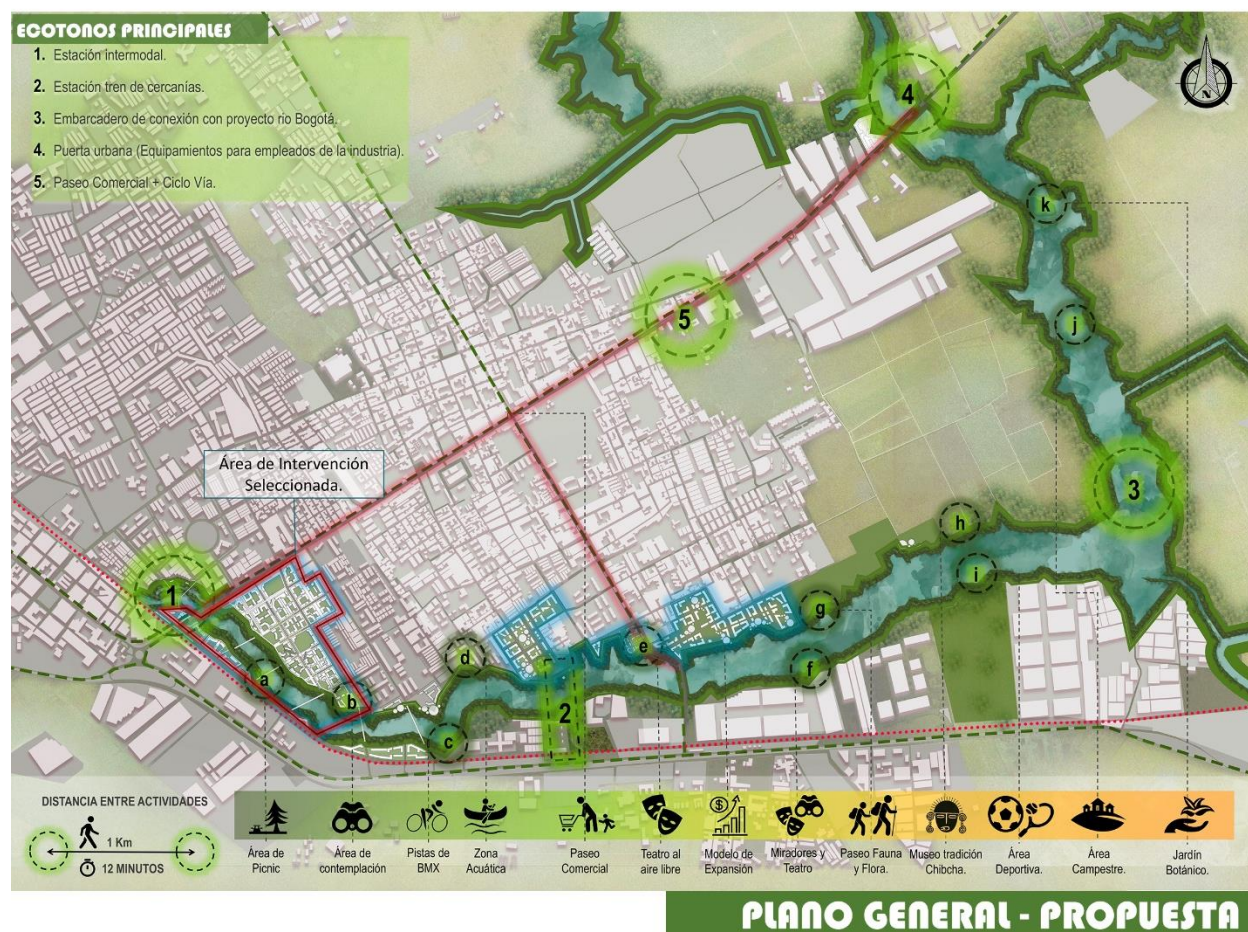 ECOTONOS PRINCIPALES
1. Estación intermodal.
2. Estación tren de cercanías.
3. Embarcadero de conexión con proyecto rio Bogotá.
4. Puerta urbana (Equipamientos para empleados de la industria).
5. Paseo Comercial + Ciclo Vía.
N
4
k
5
j
Área de Intervención
Seleccionada.
3
h
i
1
g
e
d
f
a
b
2
c
DISTANCIA ENTRE ACTIVIDADES
1 Km
12 MINUTOS
$
Área de
Picnic
Área de
contemplación
Pistas de
BMX
Zona
Acuática
Paseo
Comercial
Teatro al
aire libre
Modelo de
Expansión
Miradores y
Teatro
Paseo Fauna
y Flora.
Museo tradición
Chibcha.
Área
Deportiva.
Área
Campestre.
Jardín
Botánico.
PLANO GENERAL - PROPUESTA